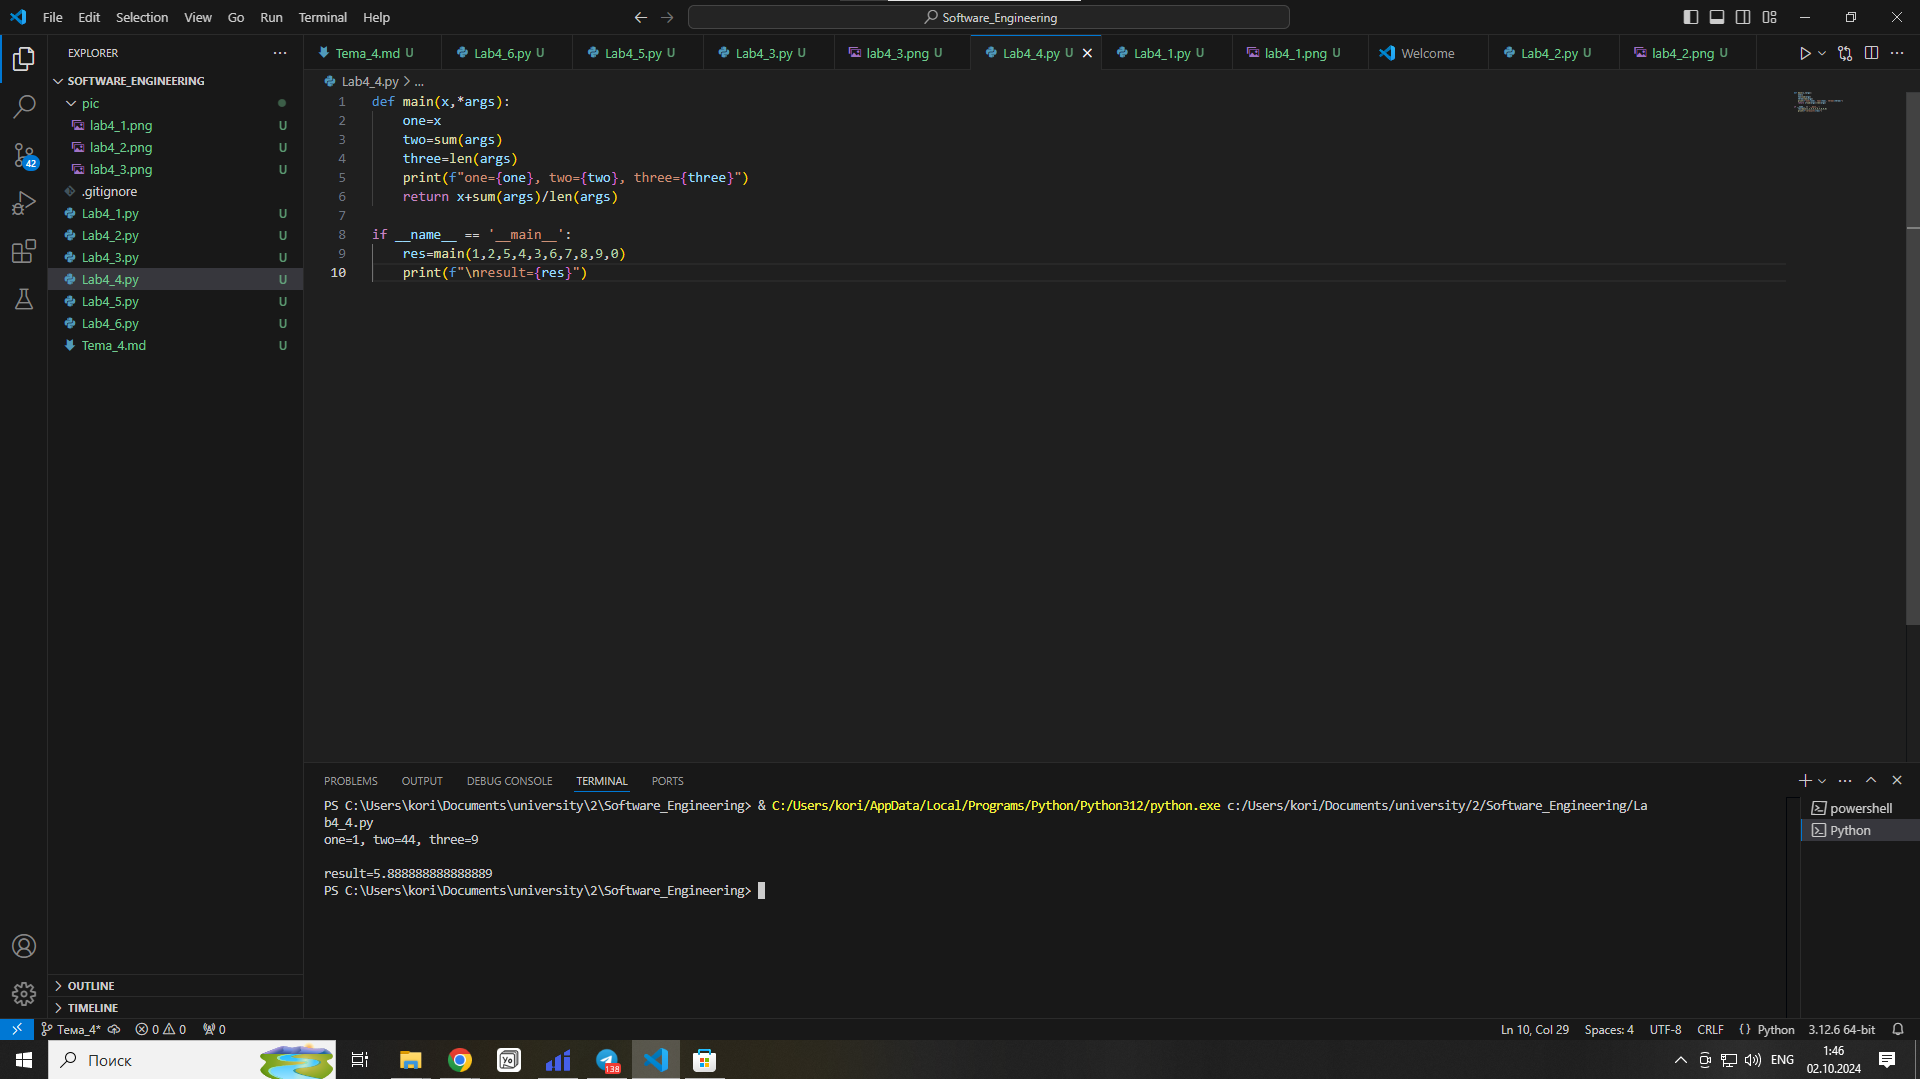 File Edit Selection View Go Run Terminal Help
Software_Engineering
EXPLORER
Tema_4.md U
Lab4_6.py U
Lab4_5.py U
Lab4_3.py U
lab4_3.png U
Lab4_4.py U
Lab4_1.py U
lab4_1.png U
Welcome
Lab4_2.py U
lab4_2.png U
SOFTWARE_ENGINEERING
pic
lab4_1.png U
lab4_2.png U
lab4_3.png U
.gitignore
Lab4_1.py U
Lab4_2.py U
Lab4_3.py U
Lab4_4.py U
Lab4_5.py U
Lab4_6.py U
Tema_4.md U
42
OUTLINE
TIMELINE
Lab4_4.py > ...
1 def main(x,*args):
2 one=x
3 two=sum(args)
4 three=len(args)
5 print(f"one={one}, two={two}, three={three}")
6 return x+sum(args)/len(args)
7
8 if __name__ == '__main__':
9 res=main(1,2,5,4,3,6,7,8,9,0)
10 print(f"\nresult={res}")
PROBLEMS OUTPUT DEBUG CONSOLE TERMINAL PORTS
PS C:\Users\kori\Documents\university\2\Software_Engineering> & C:/Users/kori/AppData/Local/Programs/Python/Python312/python.exe c:/Users/kori/Documents/university/2/Software_Engineering/La
b4_4.py
one=1, two=44, three=9
result=5.888888888888889
PS C:\Users\kori\Documents\university\2\Software_Engineering>
powershell
Python
Тема_4* 0 0 0
Ln 10, Col 29 Spaces: 4 UTF-8 CRLF {} Python 3.12.6 64-bit
Поиск
Yo
138
ENG
1:46
02.10.2024